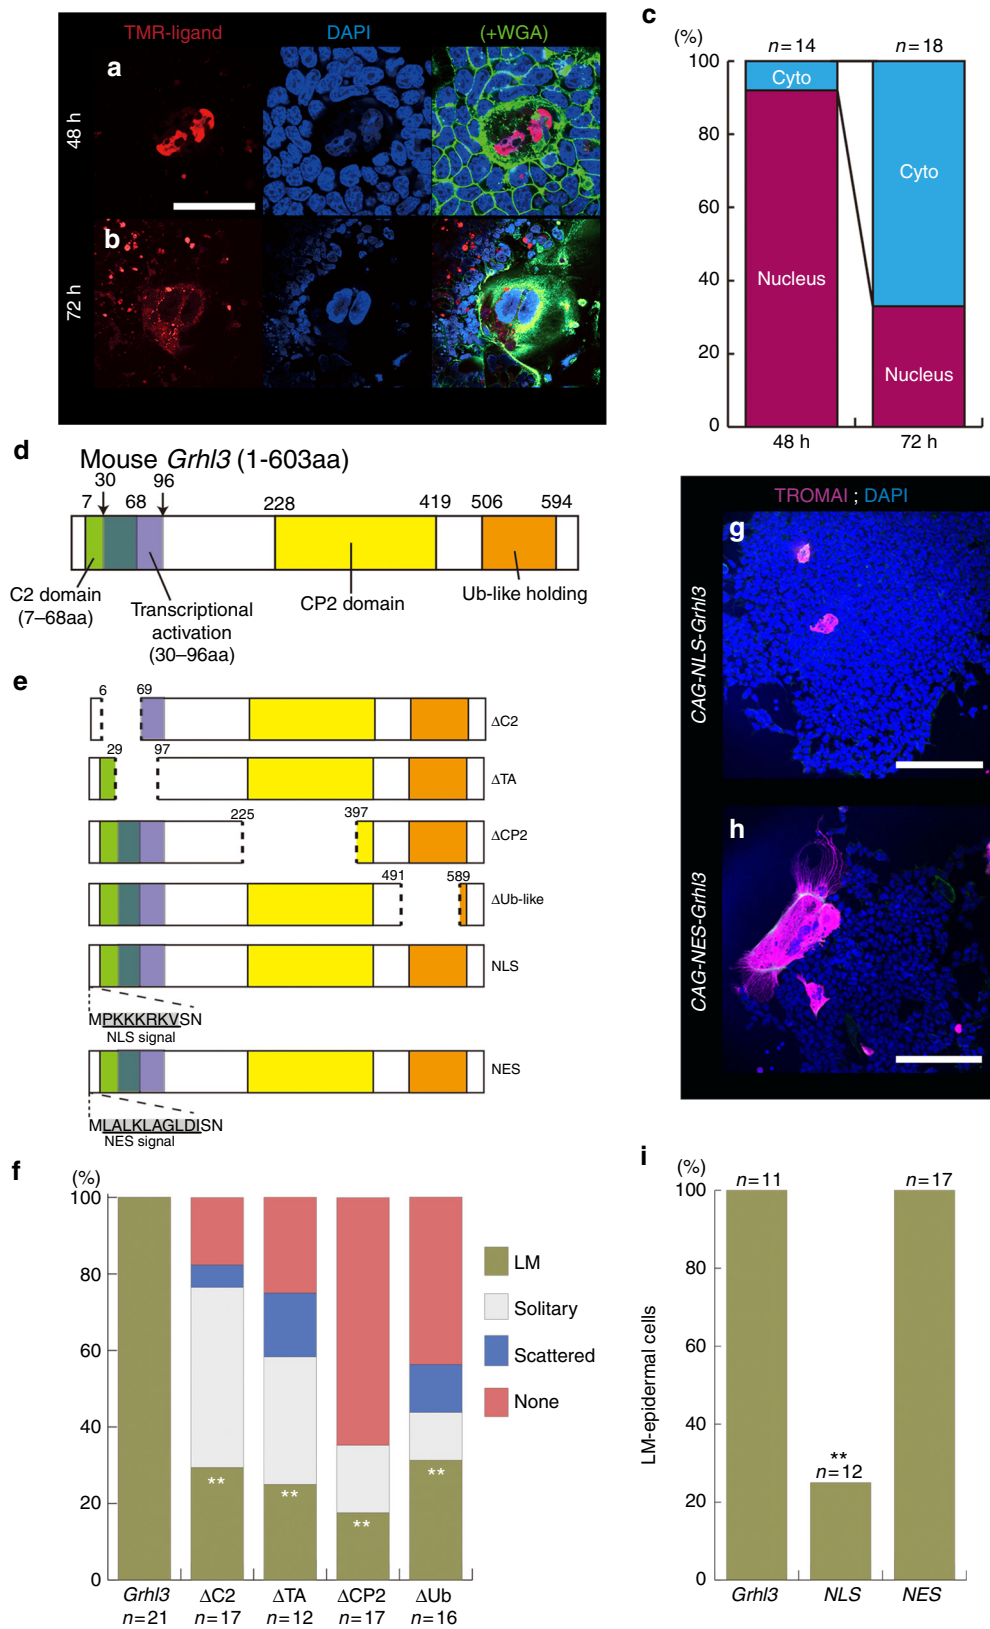 TMR-ligand DAPI (+WGA)
a
48 h
b
72 h
c
(%)
n=14 n=18
100
80
60
40
20
0
Cyto
Nucleus
Cyto
Nucleus
48 h 72 h
d
Mouse Grhl3 (1-603aa)
7 30 68 96 228 419 506 594
C2 domain
(7–68aa)
Transcriptional
activation
(30–96aa)
CP2 domain
Ub-like holding
e
6 69
ΔC2
29 97
ΔTA
225 397
ΔCP2
491 589
ΔUb-like
NLS
MPKKKRKVSN
NLS signal
NES
MLALKLAGLDISN
NES signal
f
(%)
100
80
60
40
20
0
** ** ** **
LM
Solitary
Scattered
None
Grhl3 ΔC2 ΔTA ΔCP2 ΔUb
n=21 n=17 n=12 n=17 n=16
TROMAI ; DAPI
g
CAG-NLS-Grhl3
h
CAG-NES-Grhl3
i
(%)
n=11 n=17
100
80
60
40
20
0
LM-epidermal cells
**
n=12
Grhl3 NLS NES